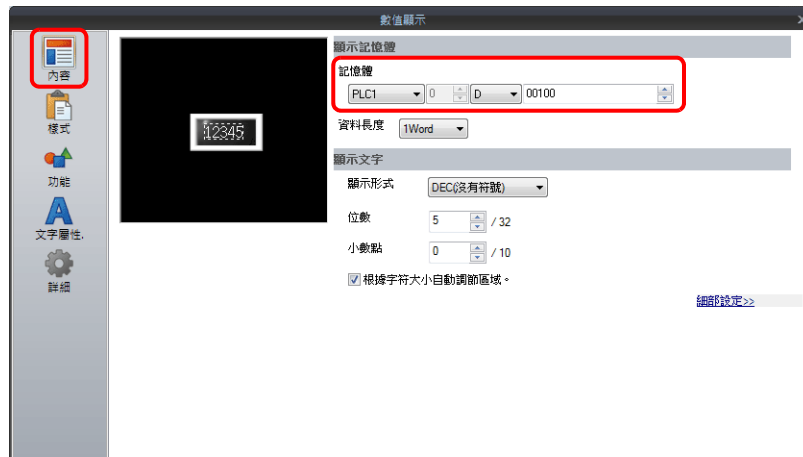 數值顯示
內容
樣式
功能
文字屬性.
詳細
12345
顯示記憶體
記憶體
PLC1 0 D 00100
資料長度 1Word
顯示文字
顯示形式 DEC(沒有符號)
位數 5 / 32
小數點 0 / 10
根據字符大小自動調節區域。
細部設定>>